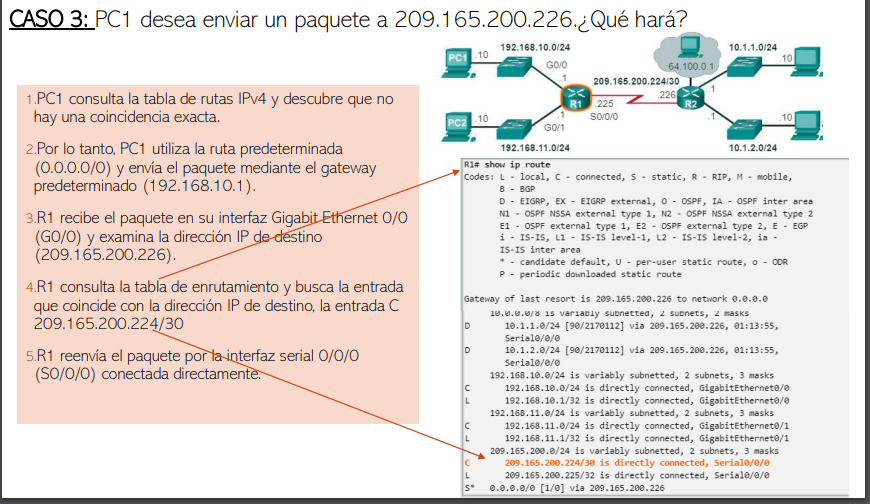 CASO 3: PC1 desea enviar un paquete a 209.165.200.226.¿Qué hará?
1.PC1 consulta la tabla de rutas IPv4 y descubre que no
hay una coincidencia exacta.
2.Por lo tanto, PC1 utiliza la ruta predeterminada
(0.0.0.0/0) y envía el paquete mediante el gateway
predeterminado (192.168.10.1).
3.R1 recibe el paquete en su interfaz Gigabit Ethernet 0/0
(G0/0) y examina la dirección IP de destino
(209.165.200.226).
4.R1 consulta la tabla de enrutamiento y busca la entrada
que coincide con la dirección IP de destino, la entrada C
209.165.200.224/30
5.R1 reenvía el paquete por la interfaz serial 0/0/0
(S0/0/0) conectada directamente.
192.168.10.0/24
10.1.1.0/24
PC1
.10
G0/0
.1
64.100.0.1
.10
209.165.200.224/30
.226
.1
R1
.225
R2
S0/0/0
PC2
.10
.1
G0/1
.1
.10
192.168.11.0/24
10.1.2.0/24
R1# show ip route
Codes: L - local, C - connected, S - static, R - RIP, M - mobile,
B - BGP
D - EIGRP, EX - EIGRP external, O - OSPF, IA - OSPF inter area
N1 - OSPF NSSA external type 1, N2 - OSPF NSSA external type 2
E1 - OSPF external type 1, E2 - OSPF external type 2, E - EGP
i - IS-IS, L1 - IS-IS level-1, L2 - IS-IS level-2, ia -
IS-IS inter area
* - candidate default, U - per-user static route, o - ODR
P - periodic downloaded static route
Gateway of last resort is 209.165.200.226 to network 0.0.0.0
10.0.0.0/8 is variably subnetted, 2 subnets, 2 masks
D 10.1.1.0/24 [90/2170112] via 209.165.200.226, 01:13:55,
Serial0/0/0
D 10.1.2.0/24 [90/2170112] via 209.165.200.226, 01:13:55,
Serial0/0/0
192.168.10.0/24 is variably subnetted, 2 subnets, 3 masks
C 192.168.10.0/24 is directly connected, GigabitEthernet0/0
L 192.168.10.1/32 is directly connected, GigabitEthernet0/0
192.168.11.0/24 is variably subnetted, 2 subnets, 3 masks
C 192.168.11.0/24 is directly connected, GigabitEthernet0/1
L 192.168.11.1/32 is directly connected, GigabitEthernet0/1
209.165.200.0/24 is variably subnetted, 2 subnets, 3 masks
C 209.165.200.224/30 is directly connected, Serial0/0/0
L 209.165.200.225/32 is directly connected, Serial0/0/0
S* 0.0.0.0/0 [1/0] via 209.165.200.226